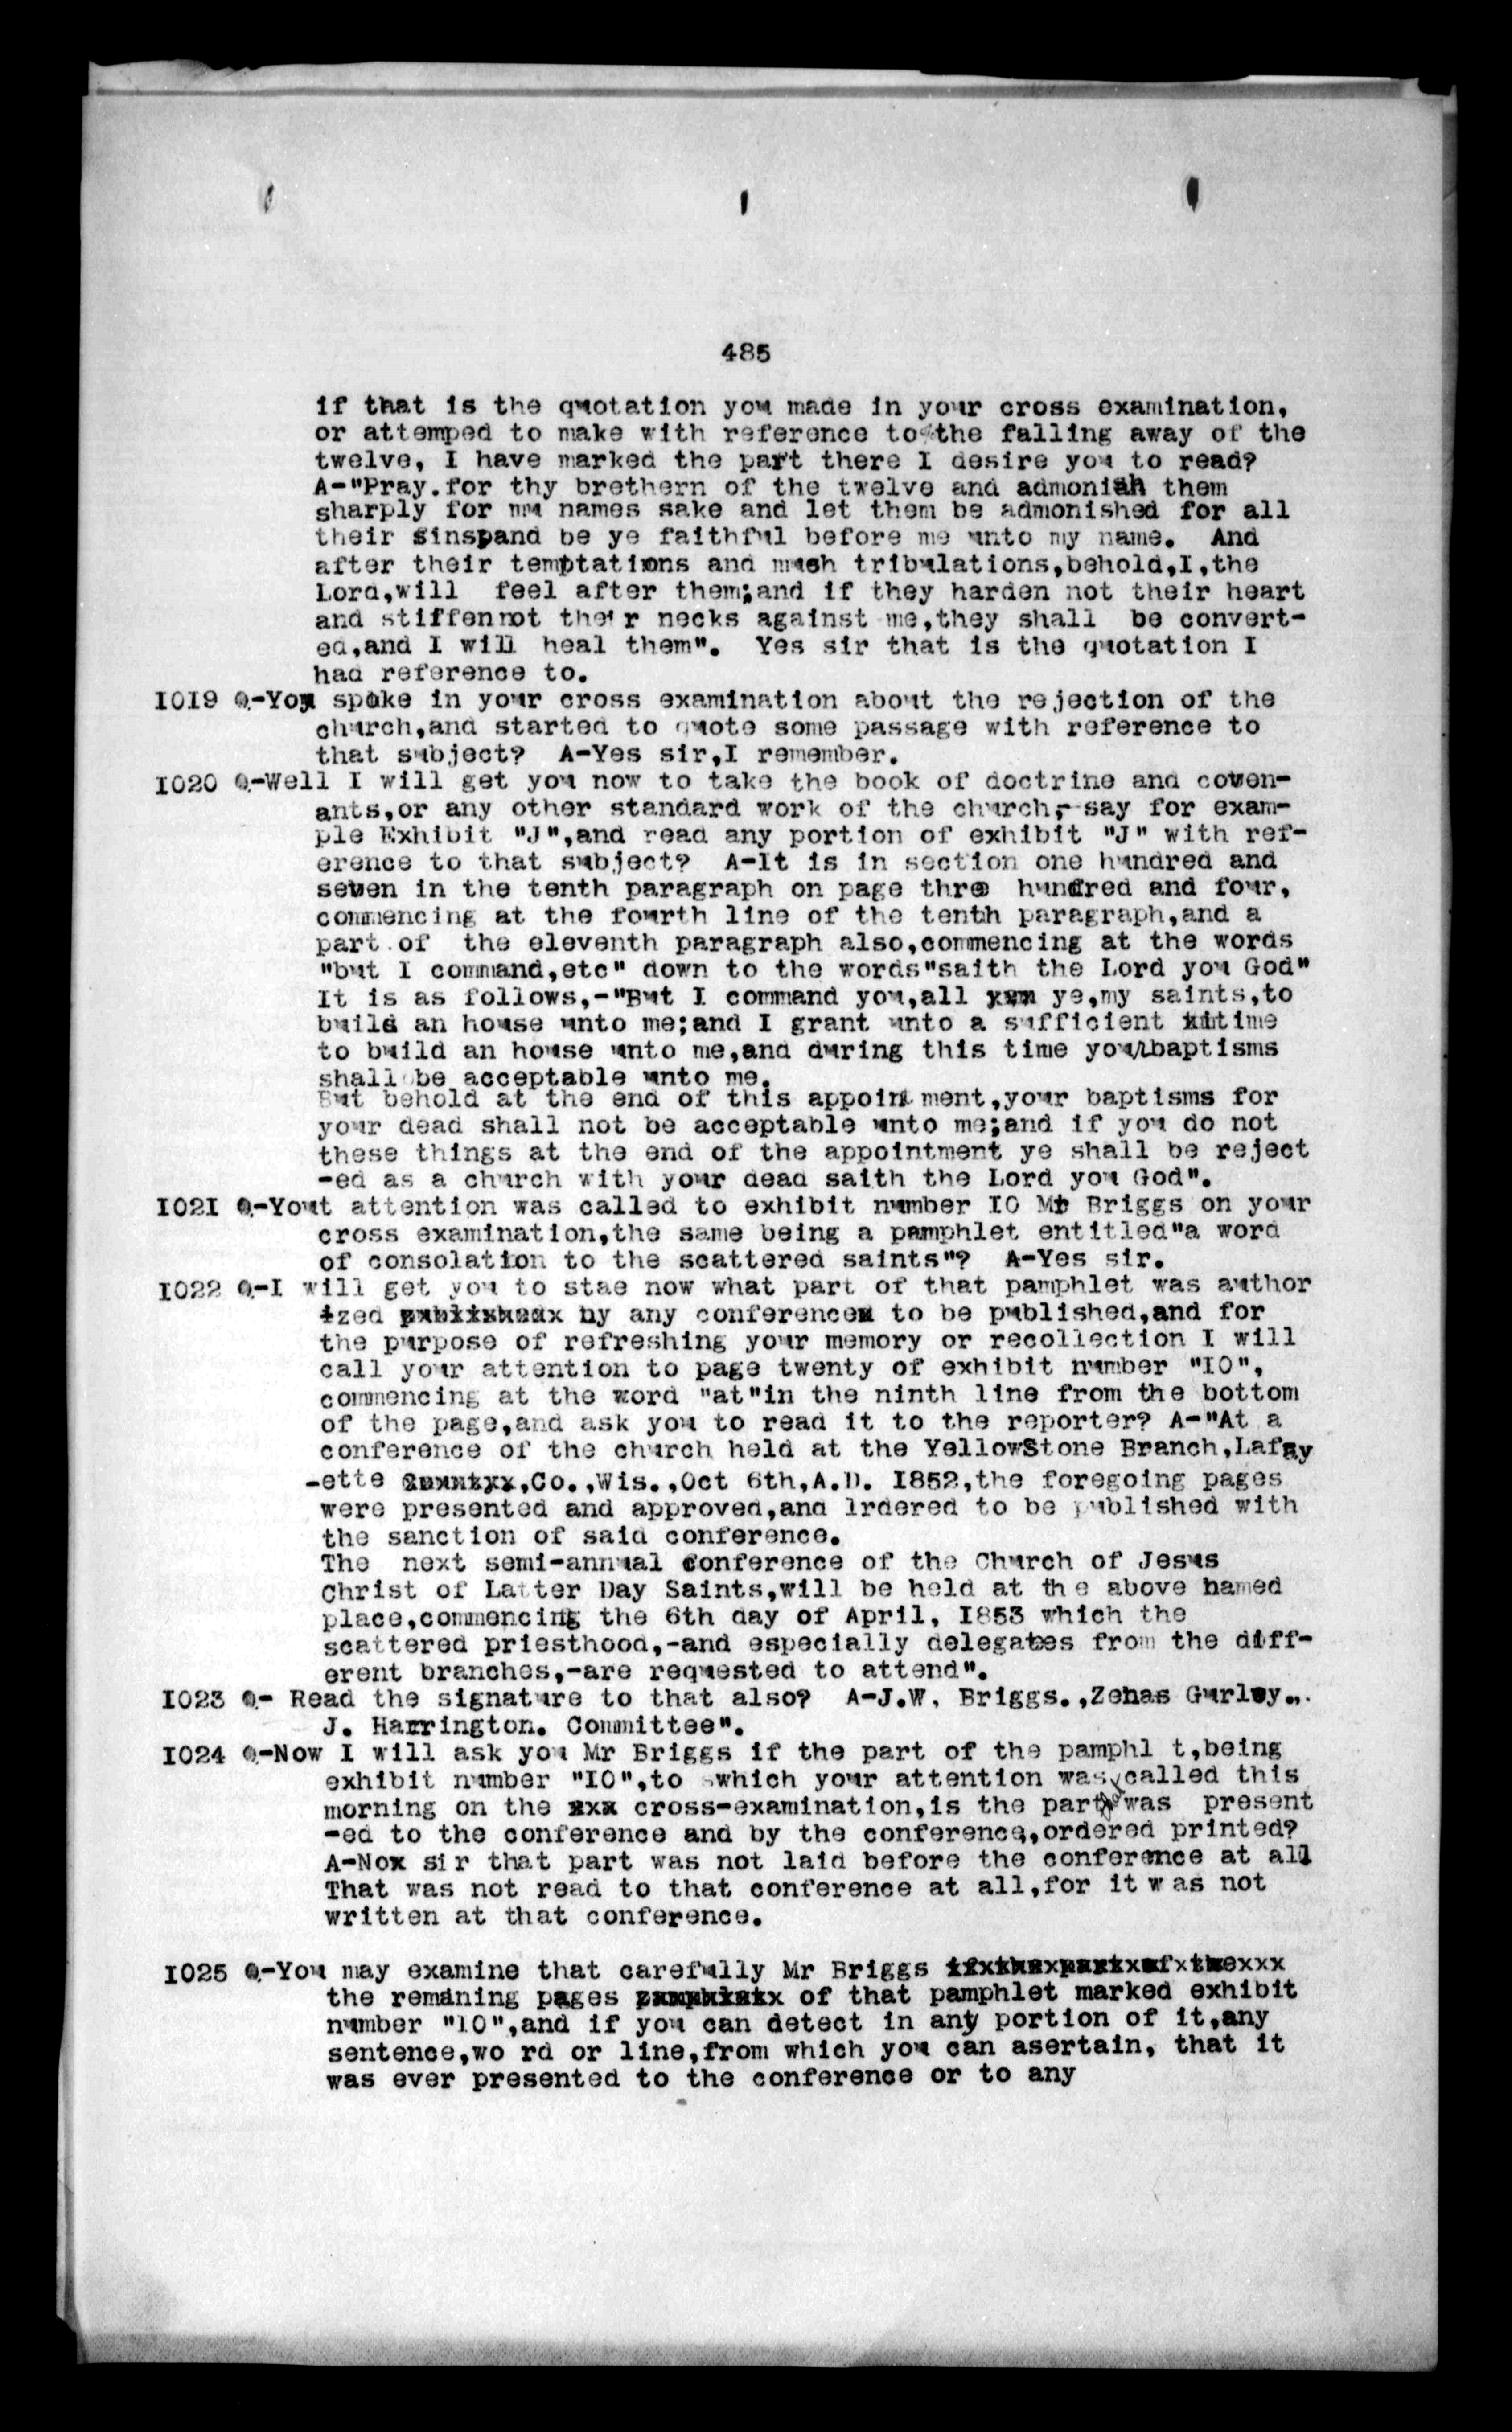 485
if that is the quotation you made in your cross examination,
or attemped to make with reference to the falling away of the
twelve, I have marked the part there I desire you to read?
A-"Pray.for thy brethern of the twelve and admonish them
sharply for my names sake and let them be admonished for all
their sins,and be ye faithful before me unto my name.  And
after their temptations and much tribulations,behold,I,the
Lord,will  feel after them;and if they harden not their heart
and stiffen not their necks against me,they shall  be convert-
ed,and I will heal them".  Yes sir that is the quotation I
had reference to.
1019 Q-You spoke in your cross examination about the rejection of the
church,and started to quote some passage with reference to
that subject?  A-Yes sir,I remember.
1020 Q-Well I will get you now to take the book of doctrine and coven-
ants,or any other standard work of the church,-say for exam-
ple Exhibit "J",and read any portion of exhibit "J" with ref-
erence to that subject?  A-It is in section one hundred and
seven in the tenth paragraph on page three hundred and four,
commencing at the fourth line of the tenth paragraph,and a
part of  the eleventh paragraph also,commencing at the words
"but I command,etc" down to the words"saith the Lord you God"
It is as follows,-"But I command you,all ye,my saints,to
build an house unto me;and I grant unto a sufficient time
to build an house unto me,and during this time your baptisms
shall be acceptable unto me.
But behold at the end of this appointment,your baptisms for
your dead shall not be acceptable unto me;and if you do not
these things at the end of the appointment ye shall be reject
-ed as a church with your dead saith the Lord you God".
1021 Q-Yout attention was called to exhibit number 10 Mr Briggs on your
cross examination,the same being a pamphlet entitled"a word
of consolation to the scattered saints"?  A-Yes sir.
1022 Q-I will get you to stae now what part of that pamphlet was author
ized by any conference to be published,and for
the purpose of refreshing your memory or recollection I will
call your attention to page twenty of exhibit number "10",
commencing at the word "at"in the ninth line from the bottom
of the page,and ask you to read it to the reporter? A-"At a
conference of the church held at the YellowStone Branch,Lafay
-ette ,Co.,Wis.,Oct 6th,A.D. 1852,the foregoing pages
were presented and approved,and lrdered to be published with
the sanction of said conference.
The  next semi-annual conference of the Church of Jesus
Christ of Latter Day Saints,will be held at the above named
place,commencing the 6th day of April, 1853 which the
scattered priesthood,-and especially delegates from the diff-
erent branches,-are requested to attend".
1023 Q- Read the signature to that also?  A-J.W. Briggs.,Zenas Gurley.,.
J. Harrington. Committee".
1024 Q-Now I will ask you Mr Briggs if the part of the pamphl t,being
exhibit number "10",to which your attention was called this
morning on the xxx cross-examination,is the part was  present
-ed to the conference and by the conference,ordered printed?
A-Nox sir that part was not laid before the conference at all
That was not read to that conference at all,for it was not
written at that conference.
1025 Q-You may examine that carefully Mr Briggs
the remaning pages of that pamphlet marked exhibit
number "10",and if you can detect in any portion of it,any
sentence,wo rd or line,from which you can asertain, that it
was ever presented to the conference or to any